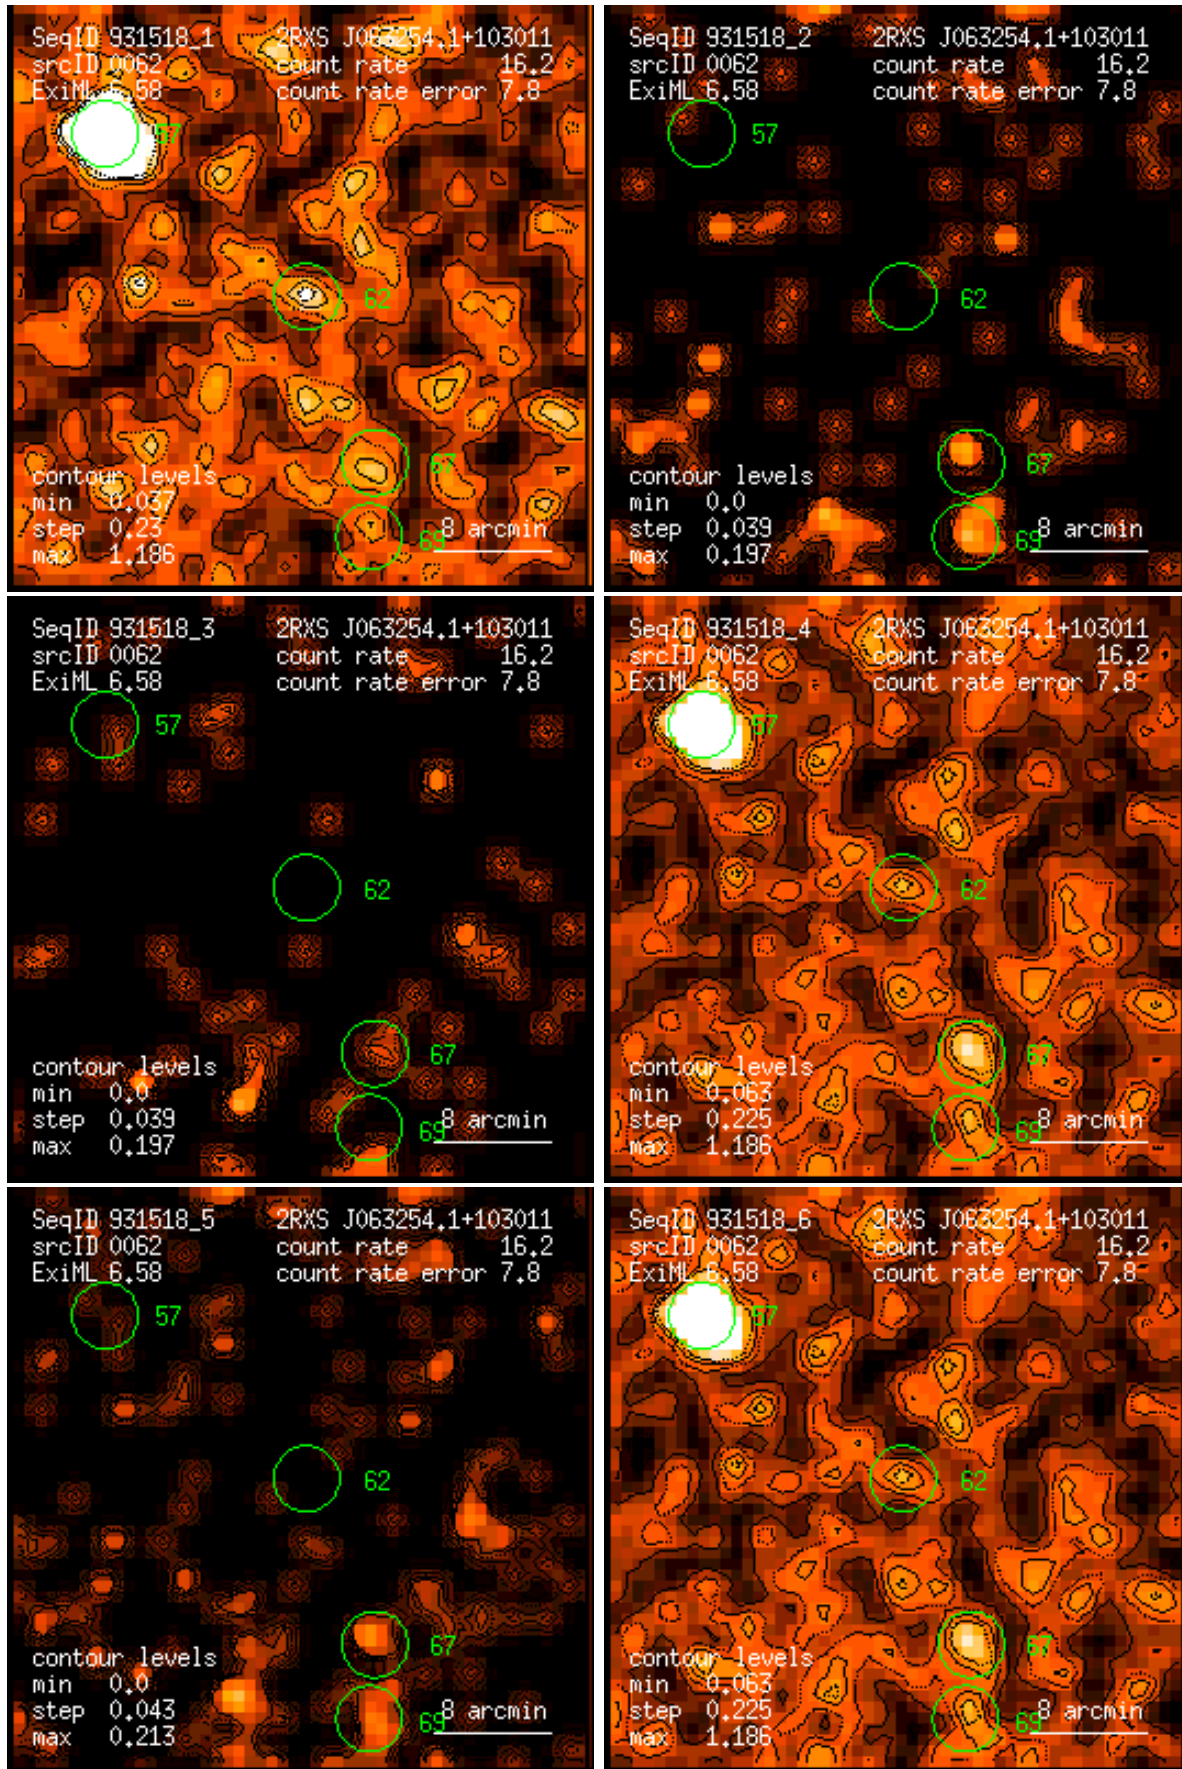 SeqID 931518_1 2RXS J063254.1+103011
srcID 0062 count rate 16.2
ExiML 6.58 count rate error 7.8
57
62
67
contour levels
min 0.037
step 0.23
69 8 arcmin
max 1.186
SeqID 931518_2 2RXS J063254.1+103011
srcID 0062 count rate 16.2
ExiML 6.58 count rate error 7.8
57
62
67
contour levels
min 0.0
step 0.039
69 8 arcmin
max 0.197
SeqID 931518_3 2RXS J063254.1+103011
srcID 0062 count rate 16.2
ExiML 6.58 count rate error 7.8
57
62
67
contour levels
min 0.0
step 0.039
69 8 arcmin
max 0.197
SeqID 931518_4 2RXS J063254.1+103011
srcID 0062 count rate 16.2
ExiML 6.58 count rate error 7.8
57
62
67
contour levels
min 0.063
step 0.225
69 8 arcmin
max 1.186
SeqID 931518_5 2RXS J063254.1+103011
srcID 0062 count rate 16.2
ExiML 6.58 count rate error 7.8
57
62
67
contour levels
min 0.0
step 0.043
69 8 arcmin
max 0.213
SeqID 931518_6 2RXS J063254.1+103011
srcID 0062 count rate 16.2
ExiML 6.58 count rate error 7.8
57
62
67
contour levels
min 0.063
step 0.225
69 8 arcmin
max 1.186